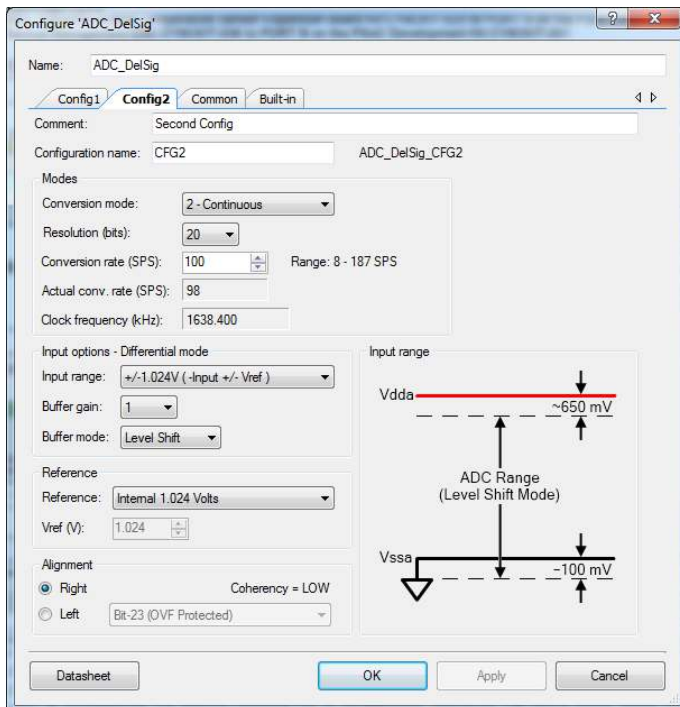 Configure 'ADC_DelSig'
Name: ADC_DelSig
Config1 Config2 Common Built-in
Comment: Second Config
Configuration name: CFG2 ADC_DelSig_CFG2
Modes
Conversion mode: 2 - Continuous
Resolution (bits): 20
Conversion rate (SPS): 100 Range: 8 - 187 SPS
Actual conv. rate (SPS): 98
Clock frequency (kHz): 1638.400
Input options - Differential mode
Input range: +/-1.024V ( -Input +/- Vref )
Buffer gain: 1
Buffer mode: Level Shift
Reference
Reference: Internal 1.024 Volts
Vref (V): 1.024
Alignment
Right Coherency = LOW
Left Bit-23 (OVF Protected)
Input range
Vdda
~650 mV
ADC Range
(Level Shift Mode)
Vssa
-100 mV
Datasheet OK Apply Cancel